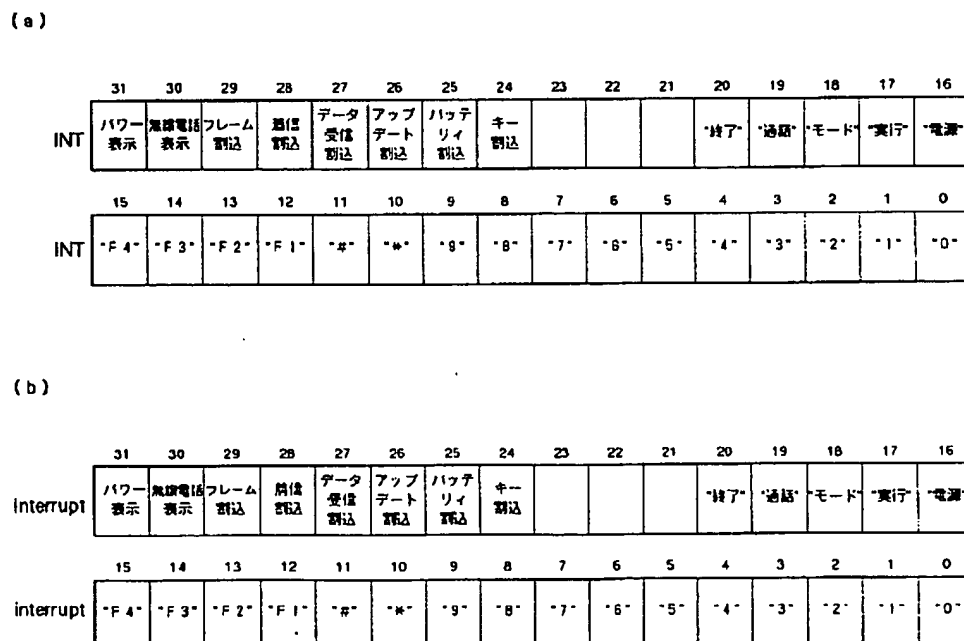 (a)
31 30 29 28 27 26 25 24 23 22 21 20 19 18 17 16
INT パワー表示 無線電話表示 フレーム割込 着信割込 データ受信割込 アップデート割込 バッテリィ割込 キー割込 "終了" "通話" "モード" "実行" "電源"
15 14 13 12 11 10 9 8 7 6 5 4 3 2 1 0
INT "F4" "F3" "F2" "F1" "#" "*" "9" "8" "7" "6" "5" "4" "3" "2" "1" "0"
(b)
31 30 29 28 27 26 25 24 23 22 21 20 19 18 17 16
interrupt パワー表示 無線電話表示 フレーム割込 着信割込 データ受信割込 アップデート割込 バッテリィ割込 キー割込 "終了" "通話" "モード" "実行" "電源"
15 14 13 12 11 10 9 8 7 6 5 4 3 2 1 0
interrupt "F4" "F3" "F2" "F1" "#" "*" "9" "8" "7" "6" "5" "4" "3" "2" "1" "0"